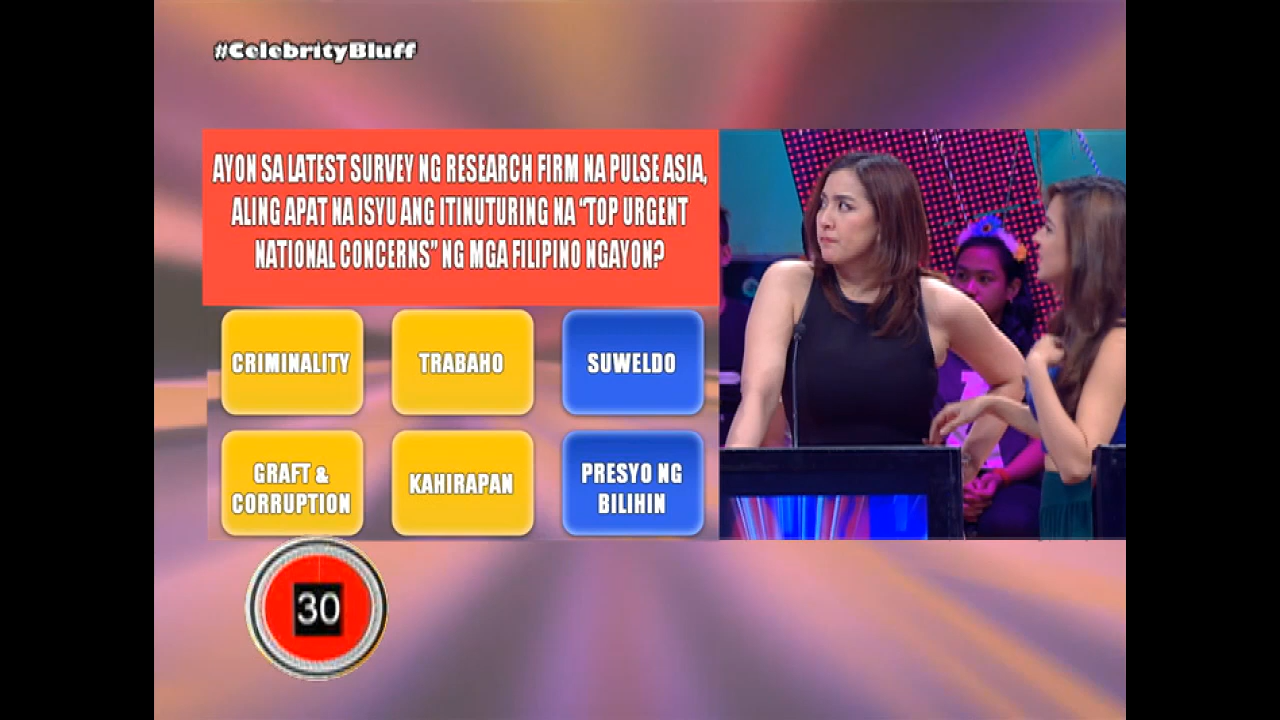 #CelebrityBluff
AYON SA LATEST SURVEY NG RESEARCH FIRM NA PULSE ASIA,
ALING APAT NA ISYU ANG ITINUTURING NA “TOP URGENT
NATIONAL CONCERNS” NG MGA FILIPINO NGAYON?
CRIMINALITY
TRABAHO
SUWELDO
GRAFT &
CORRUPTION
KAHIRAPAN
PRESYO NG
BILIHIN
30